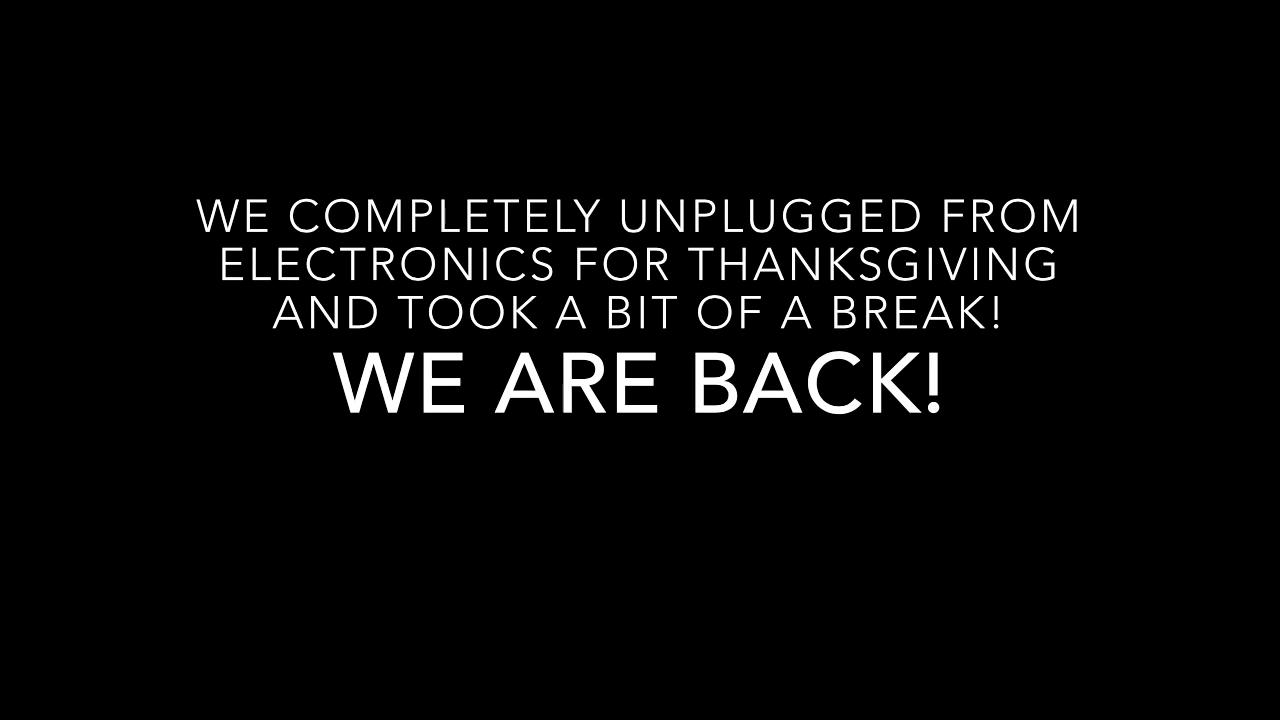 WE COMPLETELY UNPLUGGED FROM
ELECTRONICS FOR THANKSGIVING
AND TOOK A BIT OF A BREAK!
WE ARE BACK!